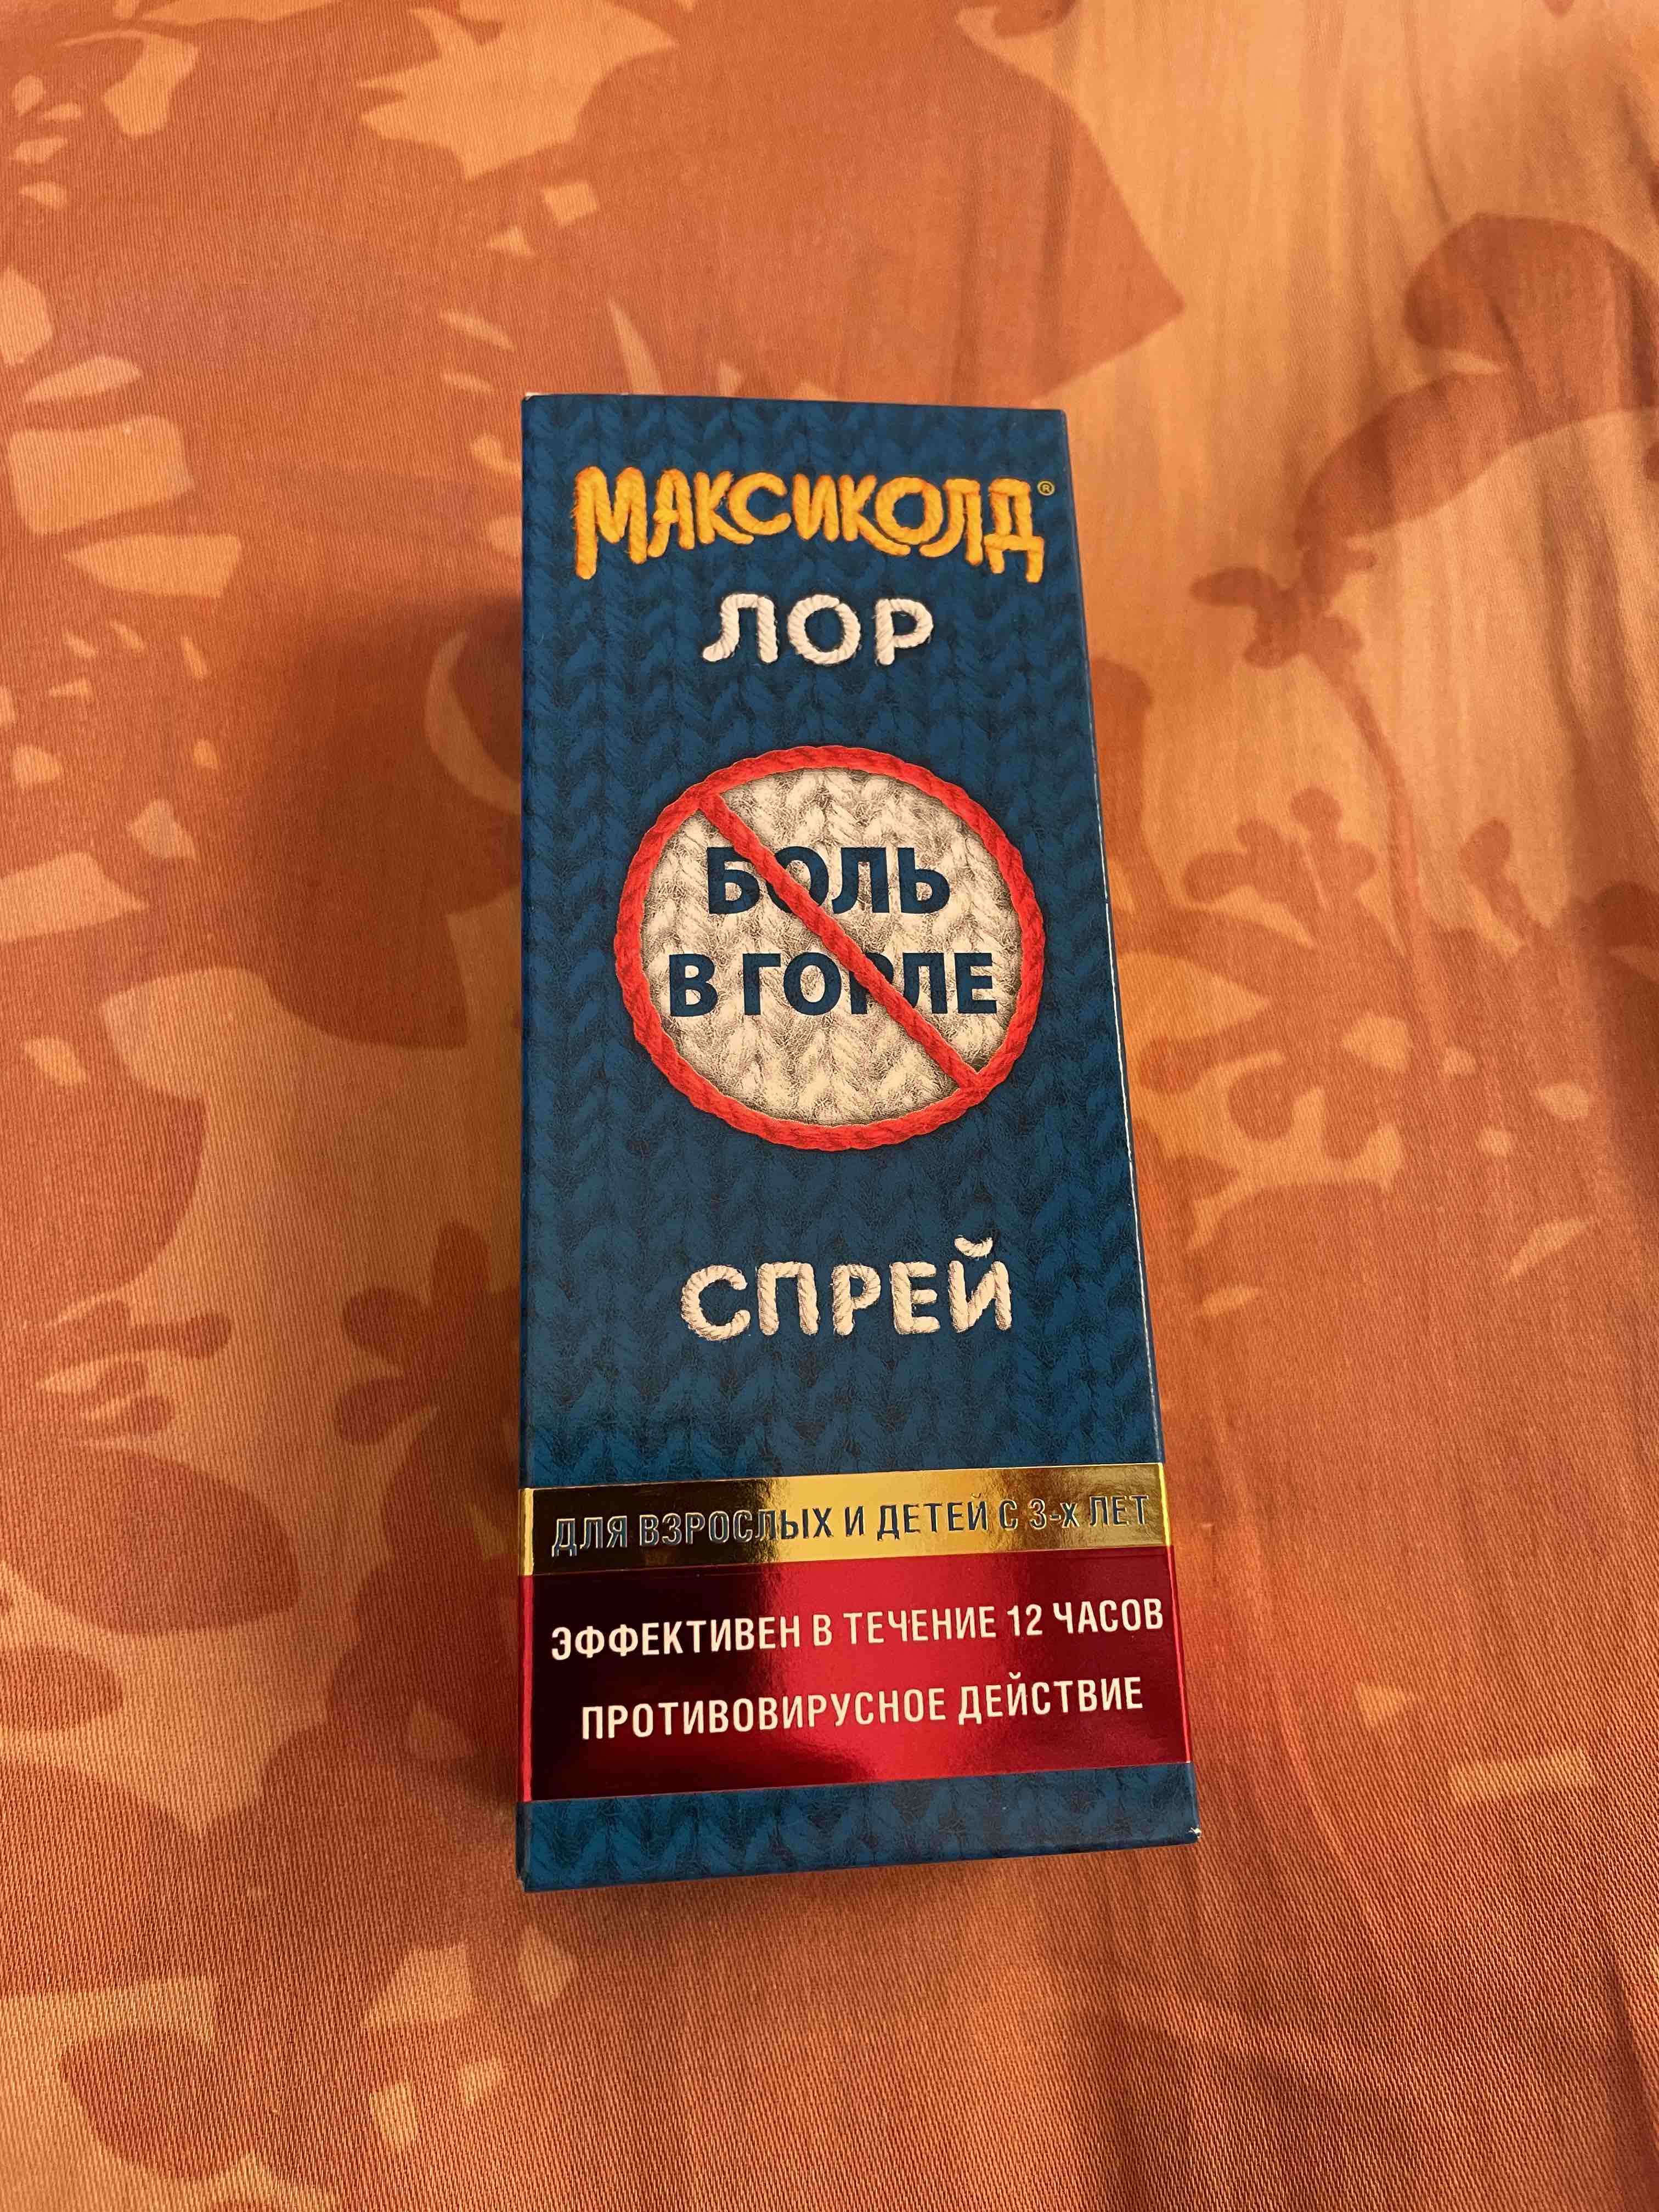 МАКСИКОЛД®
ЛОР
БОЛЬ
В ГОРЛЕ
СПРЕЙ
ДЛЯ ВЗРОСЛЫХ И ДЕТЕЙ С 3-х ЛЕТ
ЭФФЕКТИВЕН В ТЕЧЕНИЕ 12 ЧАСОВ
ПРОТИВОВИРУСНОЕ ДЕЙСТВИЕ